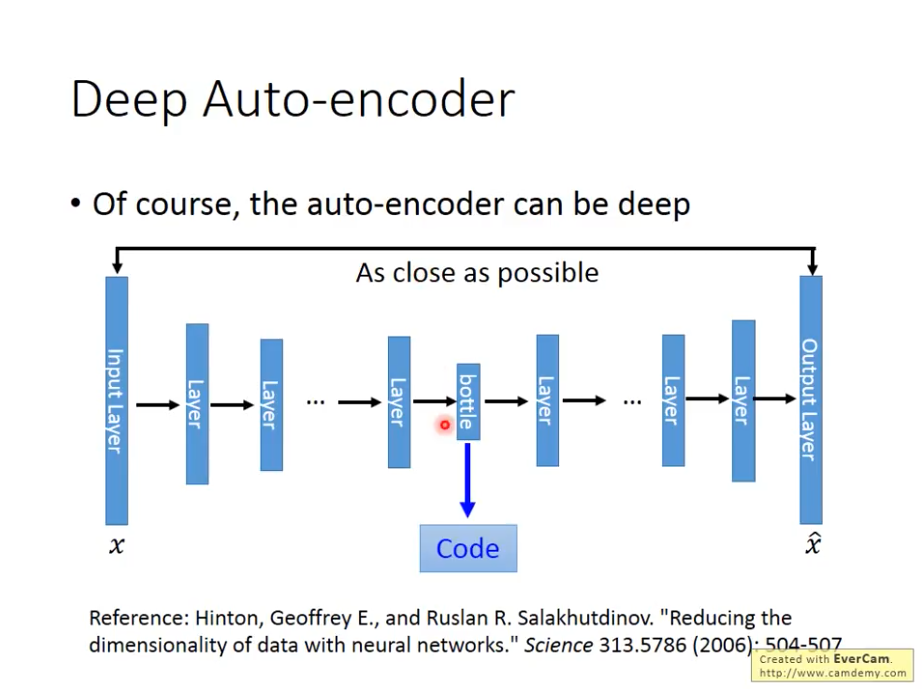 Deep Auto-encoder
• Of course, the auto-encoder can be deep
As close as possible
Input Layer
Layer
Layer
...
Layer
bottle
Layer
...
Layer
Layer
Output Layer
x
Code
x̂
Reference: Hinton, Geoffrey E., and Ruslan R. Salakhutdinov. "Reducing the
dimensionality of data with neural networks." Science 313.5786 (2006): 504-507
Created with EverCam.
http://www.camdemy.com